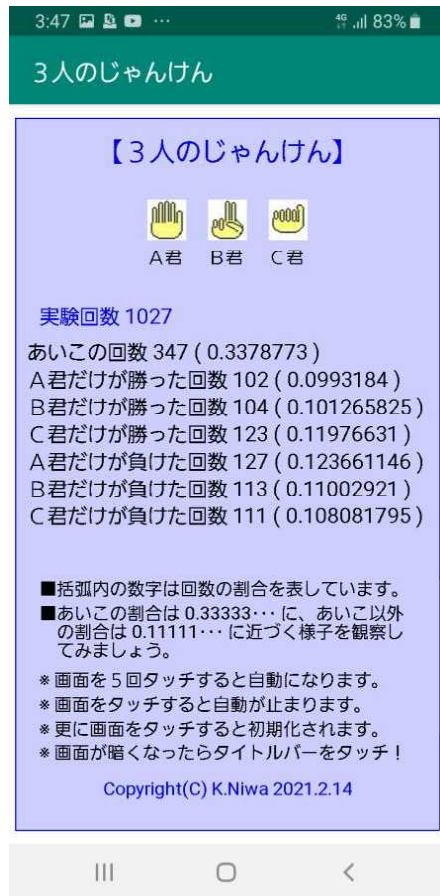 3:47 ··· 4G 83%
3人のじゃんけん
【3人のじゃんけん】
A君 B君 C君
実験回数 1027
あいこの回数 347 ( 0.3378773 )
A君だけが勝った回数 102 ( 0.0993184 )
B君だけが勝った回数 104 ( 0.101265825 )
C君だけが勝った回数 123 ( 0.11976631 )
A君だけが負けた回数 127 ( 0.123661146 )
B君だけが負けた回数 113 ( 0.11002921 )
C君だけが負けた回数 111 ( 0.108081795 )
■括弧内の数字は回数の割合を表しています。
■あいこの割合は 0.33333··· に、あいこ以外
の割合は 0.11111··· に近づく様子を観察し
てみましょう。
※画面を5回タッチすると自動になります。
※画面をタッチすると自動が止まります。
※更に画面をタッチすると初期化されます。
※画面が暗くなったらタイトルバーをタッチ!
Copyright(C) K.Niwa 2021.2.14